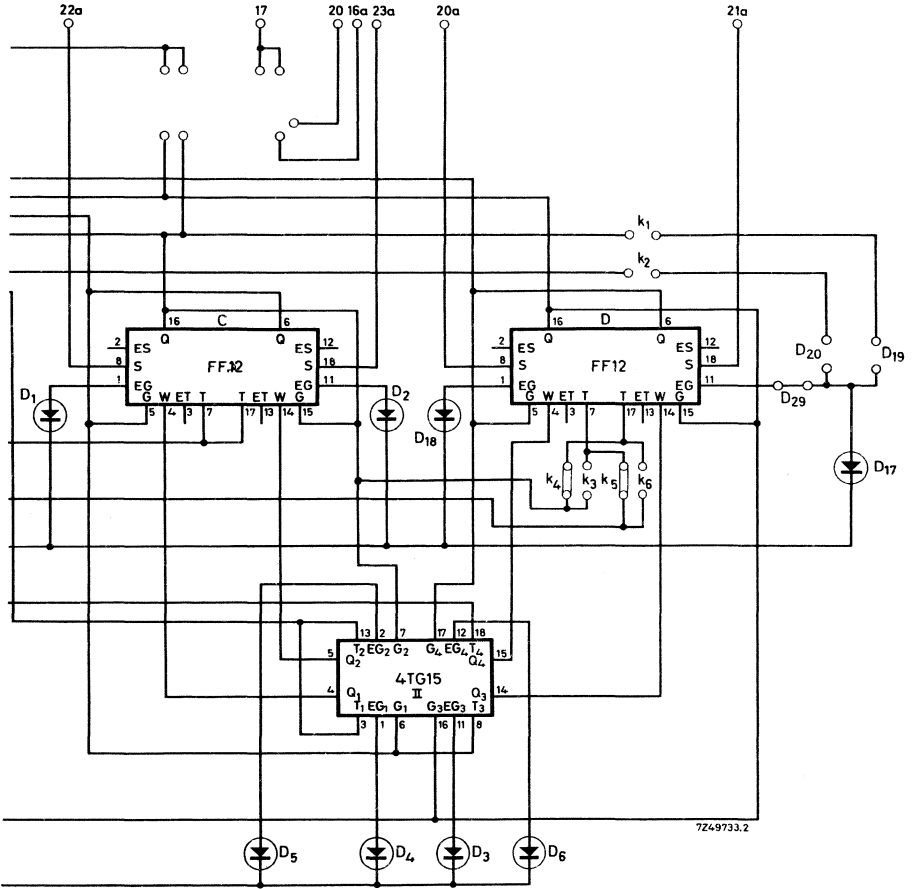 22a 17 20 16a 23a 20a 21a
k1
k2
16 C 6 16 D 6
2 ES Q Q ES 12 2 ES Q Q ES 12
8 S FF12 S 18 8 S FF12 S 18
D20 D19
1 EG EG 11 1 EG EG 11
D1 G W ET T T ET W G D2 G W ET T T ET W G D29
5 4 3 7 17 13 14 15 5 4 3 7 17 13 14 15
D18
k4 k3 k5 k6 D17
13 2 7 17 12 18
T2 EG2 G2 G4 EG4 T4
5 Q2 Q4 15
4TG15
II
4 Q1 Q3 14
T1 EG1 G1 G3 EG3 T3
3 1 6 16 11 8
7Z49733.2
D5 D4 D3 D6